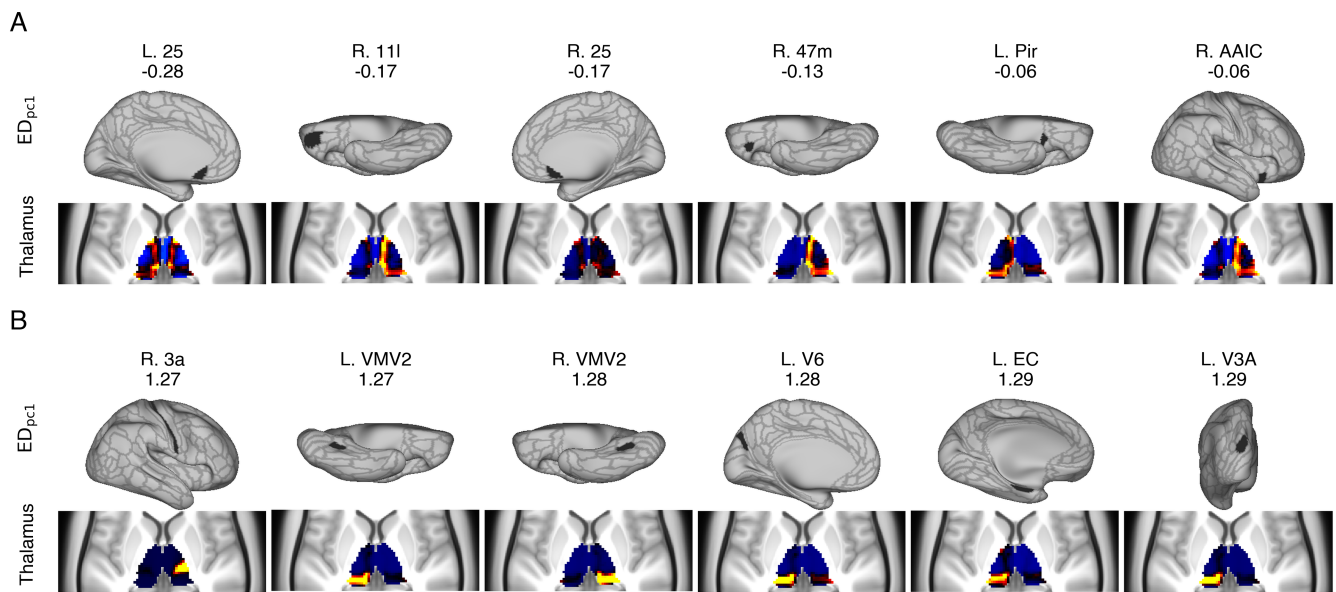 A
L. 25
-0.28
R. 11l
-0.17
R. 25
-0.17
R. 47m
-0.13
L. Pir
-0.06
R. AAIC
-0.06
EDpc1
Thalamus
B
R. 3a
1.27
L. VMV2
1.27
R. VMV2
1.28
L. V6
1.28
L. EC
1.29
L. V3A
1.29
EDpc1
Thalamus